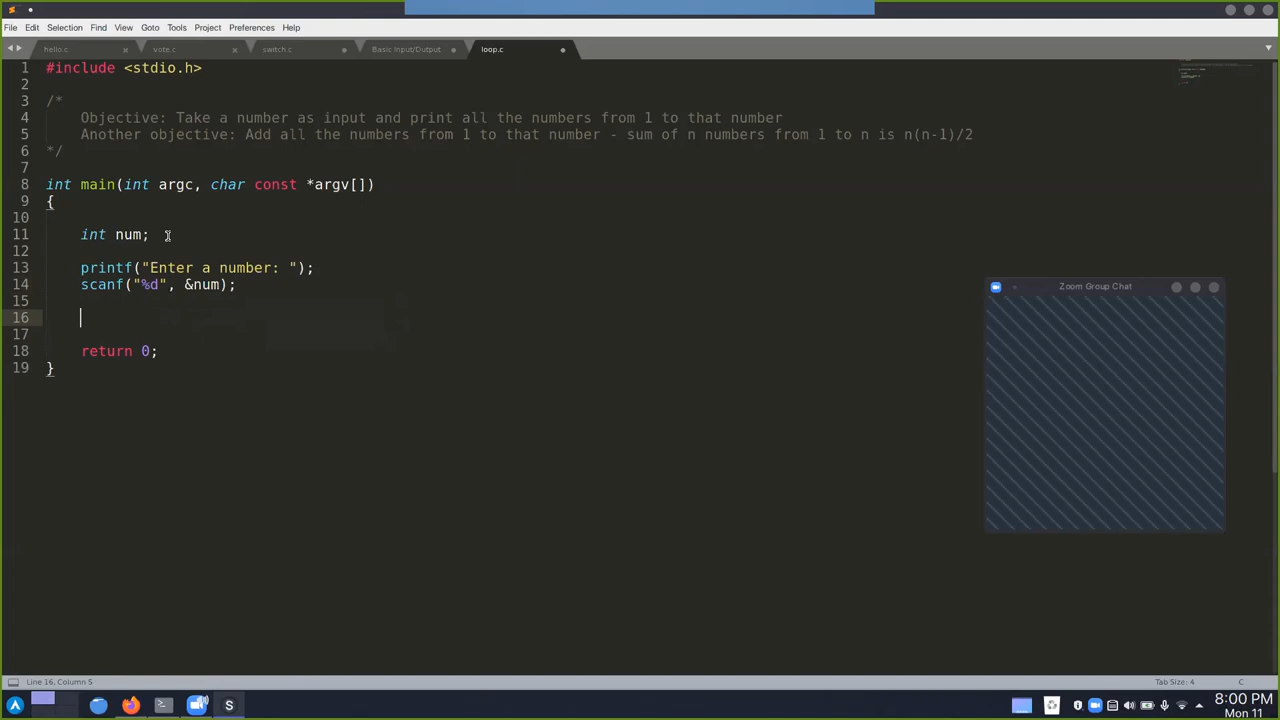 File Edit Selection Find View Goto Tools Project Preferences Help
hello.c vote.c switch.c Basic Input/Output loop.c
1 #include <stdio.h>
2
3 /*
4 Objective: Take a number as input and print all the numbers from 1 to that number
5 Another objective: Add all the numbers from 1 to that number - sum of n numbers from 1 to n is n(n-1)/2
6 */
7
8 int main(int argc, char const *argv[])
9 {
10
11 int num;
12
13 printf("Enter a number: ");
14 scanf("%d", &num);
15
16
17
18 return 0;
19 }
Zoom Group Chat
Line 16, Column 5 Tab Size: 4 C
8:00 PM
Mon 11